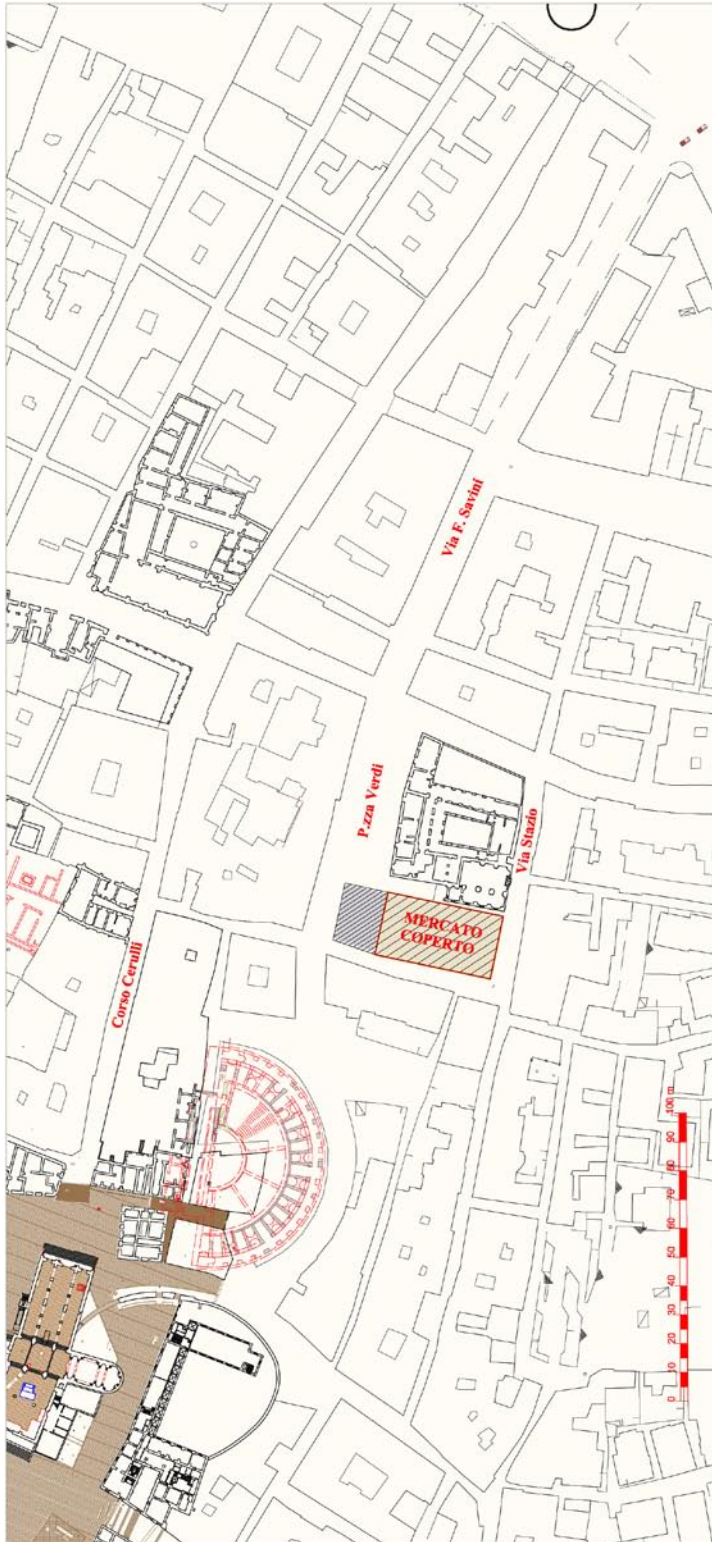 Via F. Savini
P.zza Verdi
Via Stazio
MERCATO
COPERTO
Corso Cerulli
0 10 20 30 40 50 60 70 80 90 100 m